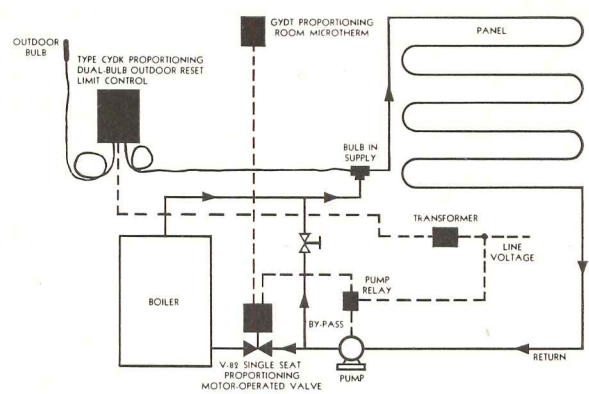 GYDT PROPORTIONING
ROOM MICROTHERM
PANEL
OUTDOOR
BULB
TYPE CYDK PROPORTIONING
DUAL-BULB OUTDOOR RESET
LIMIT CONTROL
BULB IN
SUPPLY
TRANSFORMER
LINE
VOLTAGE
PUMP
RELAY
BOILER
BY-PASS
V-82 SINGLE SEAT
PROPORTIONING
MOTOR-OPERATED VALVE
PUMP
RETURN